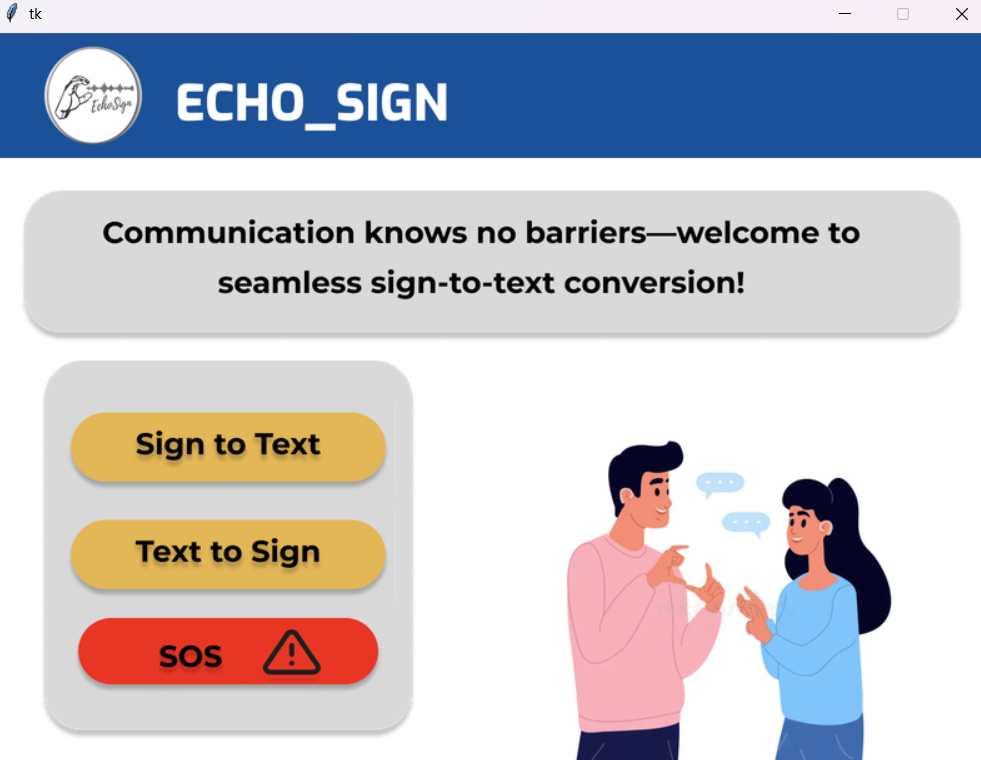 tk
EchoSign
ECHO_SIGN
Communication knows no barriers—welcome to
seamless sign-to-text conversion!
Sign to Text
Text to Sign
SOS